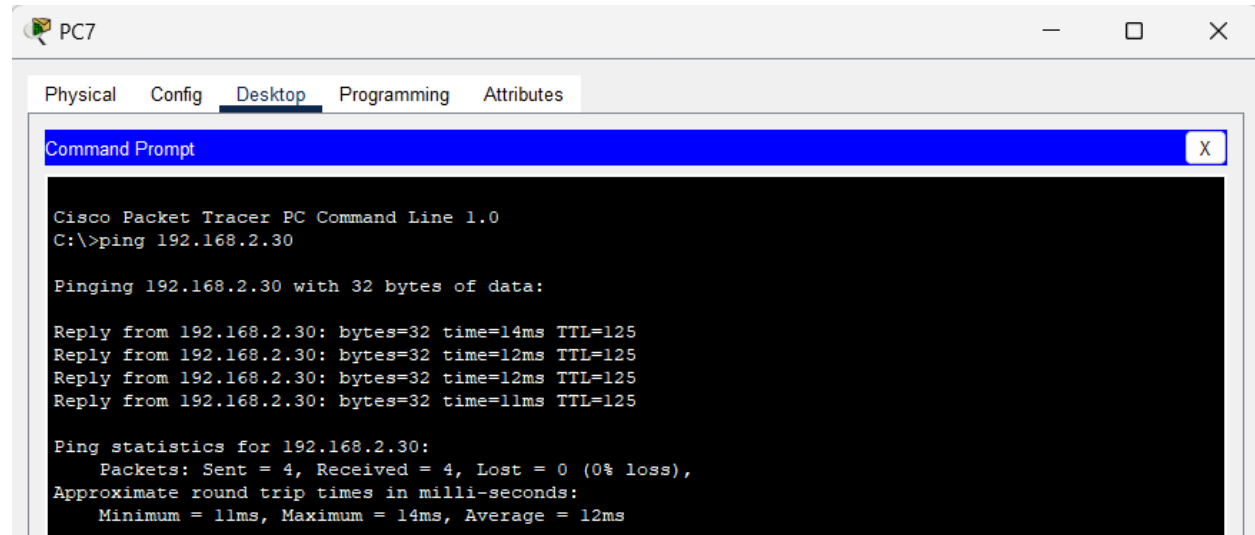 PC7
Physical Config Desktop Programming Attributes
Command Prompt X
Cisco Packet Tracer PC Command Line 1.0
C:\>ping 192.168.2.30
Pinging 192.168.2.30 with 32 bytes of data:
Reply from 192.168.2.30: bytes=32 time=14ms TTL=125
Reply from 192.168.2.30: bytes=32 time=12ms TTL=125
Reply from 192.168.2.30: bytes=32 time=12ms TTL=125
Reply from 192.168.2.30: bytes=32 time=11ms TTL=125
Ping statistics for 192.168.2.30:
Packets: Sent = 4, Received = 4, Lost = 0 (0% loss),
Approximate round trip times in milli-seconds:
Minimum = 11ms, Maximum = 14ms, Average = 12ms